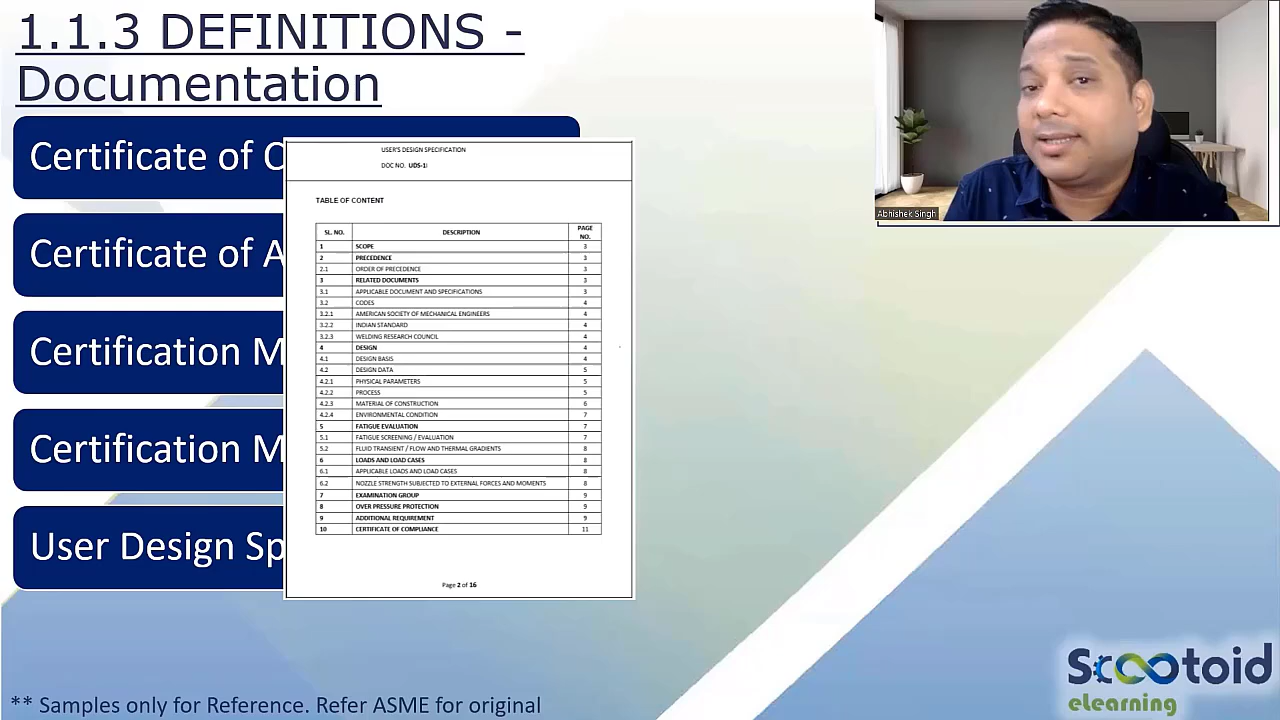 1.1.3 DEFINITIONS -
Documentation
Certificate of C
Certificate of A
Certification M
Certification M
User Design Sp
USER'S DESIGN SPECIFICATION
DOC NO. UDS-1
TABLE OF CONTENT
SL. NO. DESCRIPTION PAGE NO.
1 SCOPE 3
2 PRECEDENCE 3
2.1 ORDER OF PRECEDENCE 3
3 RELATED DOCUMENTS 3
3.1 APPLICABLE DOCUMENT AND SPECIFICATIONS 3
3.2 CODES 4
3.2.1 AMERICAN SOCIETY OF MECHANICAL ENGINEERS 4
3.2.2 INDIAN STANDARD 4
3.2.3 WELDING RESEARCH COUNCIL 4
4 DESIGN 4
4.1 DESIGN BASIS 4
4.2 DESIGN DATA 5
4.2.1 PHYSICAL PARAMETERS 5
4.2.2 PROCESS 5
4.2.3 MATERIAL OF CONSTRUCTION 6
4.2.4 ENVIRONMENTAL CONDITION 7
5 FATIGUE EVALUATION 7
5.1 FATIGUE SCREENING / EVALUATION 7
5.2 FLUID TRANSIENT / FLOW AND THERMAL GRADIENTS 8
6 LOADS AND LOAD CASES 8
6.1 APPLICABLE LOADS AND LOAD CASES 8
6.2 NOZZLE STRENGTH SUBJECTED TO EXTERNAL FORCES AND MOMENTS 8
7 EXAMINATION GROUP 9
8 OVER PRESSURE PROTECTION 9
9 ADDITIONAL REQUIREMENT 9
10 CERTIFICATE OF COMPLIANCE 11
Page 2 of 16
Abhishek Singh
Scootoid
elearning
** Samples only for Reference. Refer ASME for original